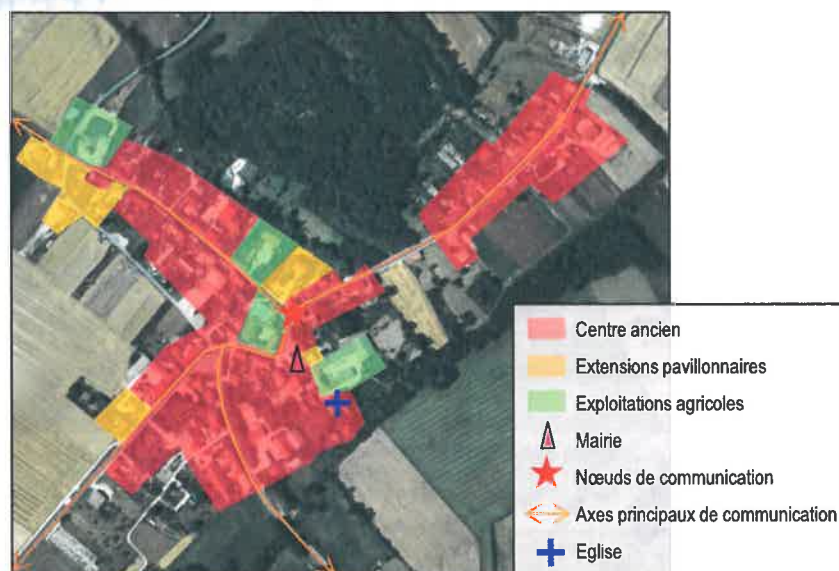 Centre ancien
Extensions pavillonnaires
Exploitations agricoles
Mairie
Nœuds de communication
Axes principaux de communication
Eglise